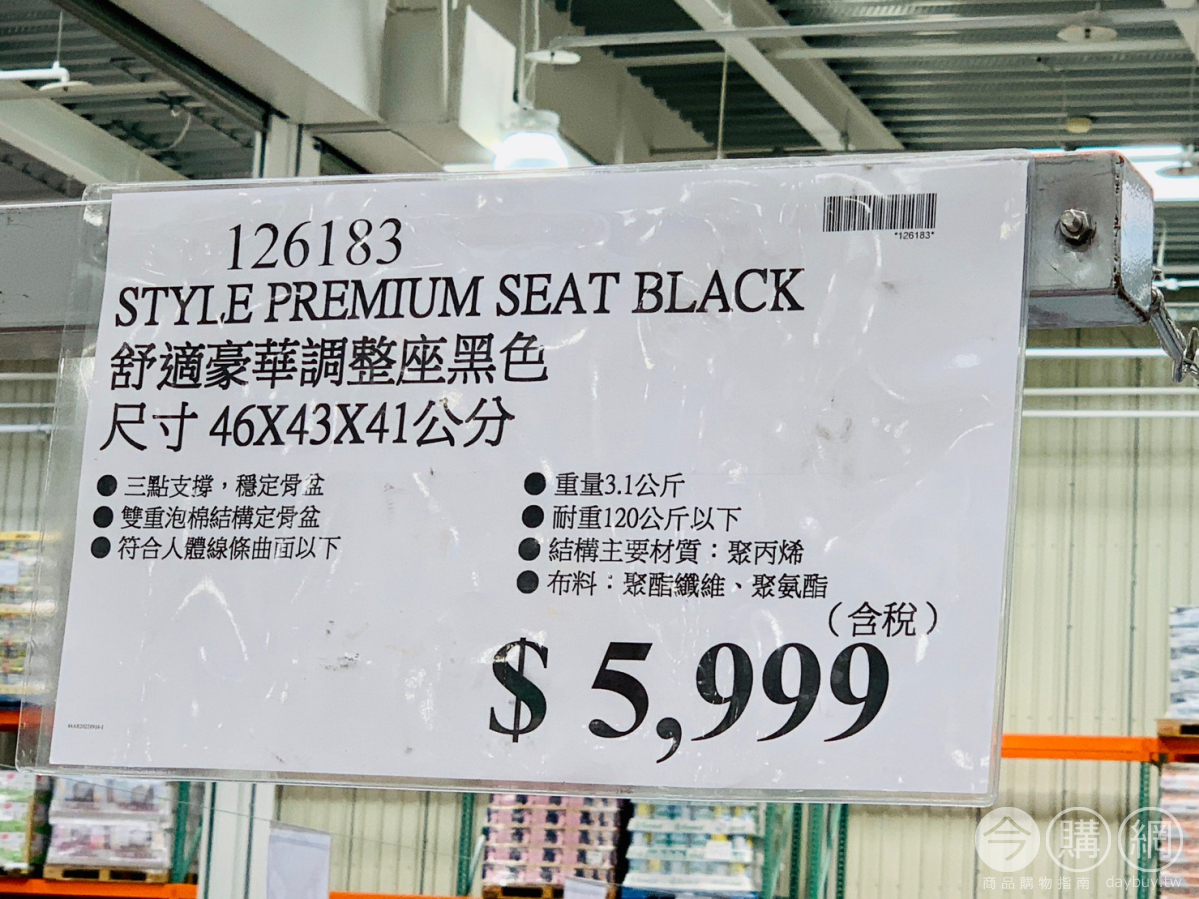 126183
*126183*
STYLE PREMIUM SEAT BLACK
舒適豪華調整座黑色
尺寸 46X43X41公分
● 三點支撐，穩定骨盆
● 雙重泡棉結構定骨盆
● 符合人體線條曲面以下
● 重量3.1公斤
● 耐重120公斤以下
● 結構主要材質：聚丙烯
● 布料：聚酯纖維、聚氨酯
（含稅）
$ 5,999
今購網
商品購物指南 daybuy.tw